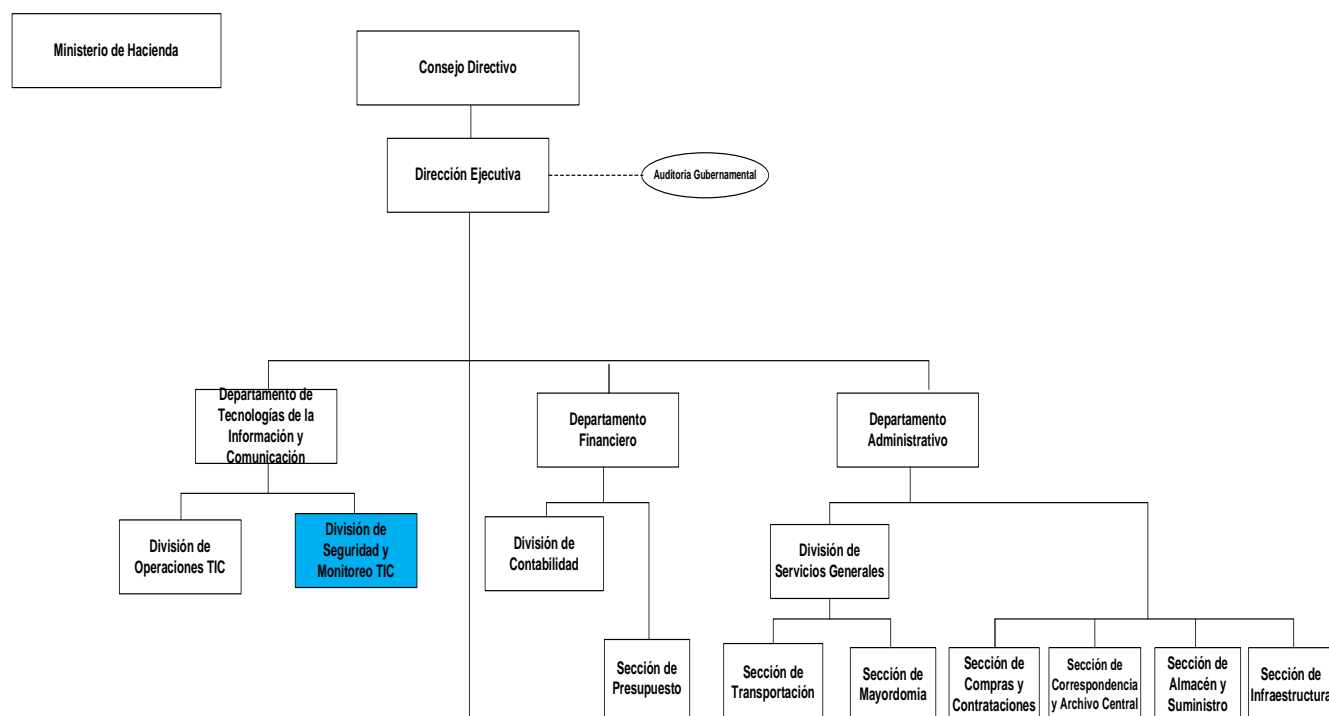 Ministerio de Hacienda
Consejo Directivo
Dirección Ejecutiva
Auditoria Gubernamental
Departamento de
Tecnologías de la
Información y
Comunicación
Departamento
Financiero
Departamento
Administrativo
División de
Operaciones TIC
División de
Seguridad y
Monitoreo TIC
División de
Contabilidad
División de
Servicios Generales
Sección de
Presupuesto
Sección de
Transportación
Sección de
Mayordomia
Sección de
Compras y
Contrataciones
Sección de
Correspondencia
y Archivo Central
Sección de
Almacén y
Suministro
Sección de
Infraestructura